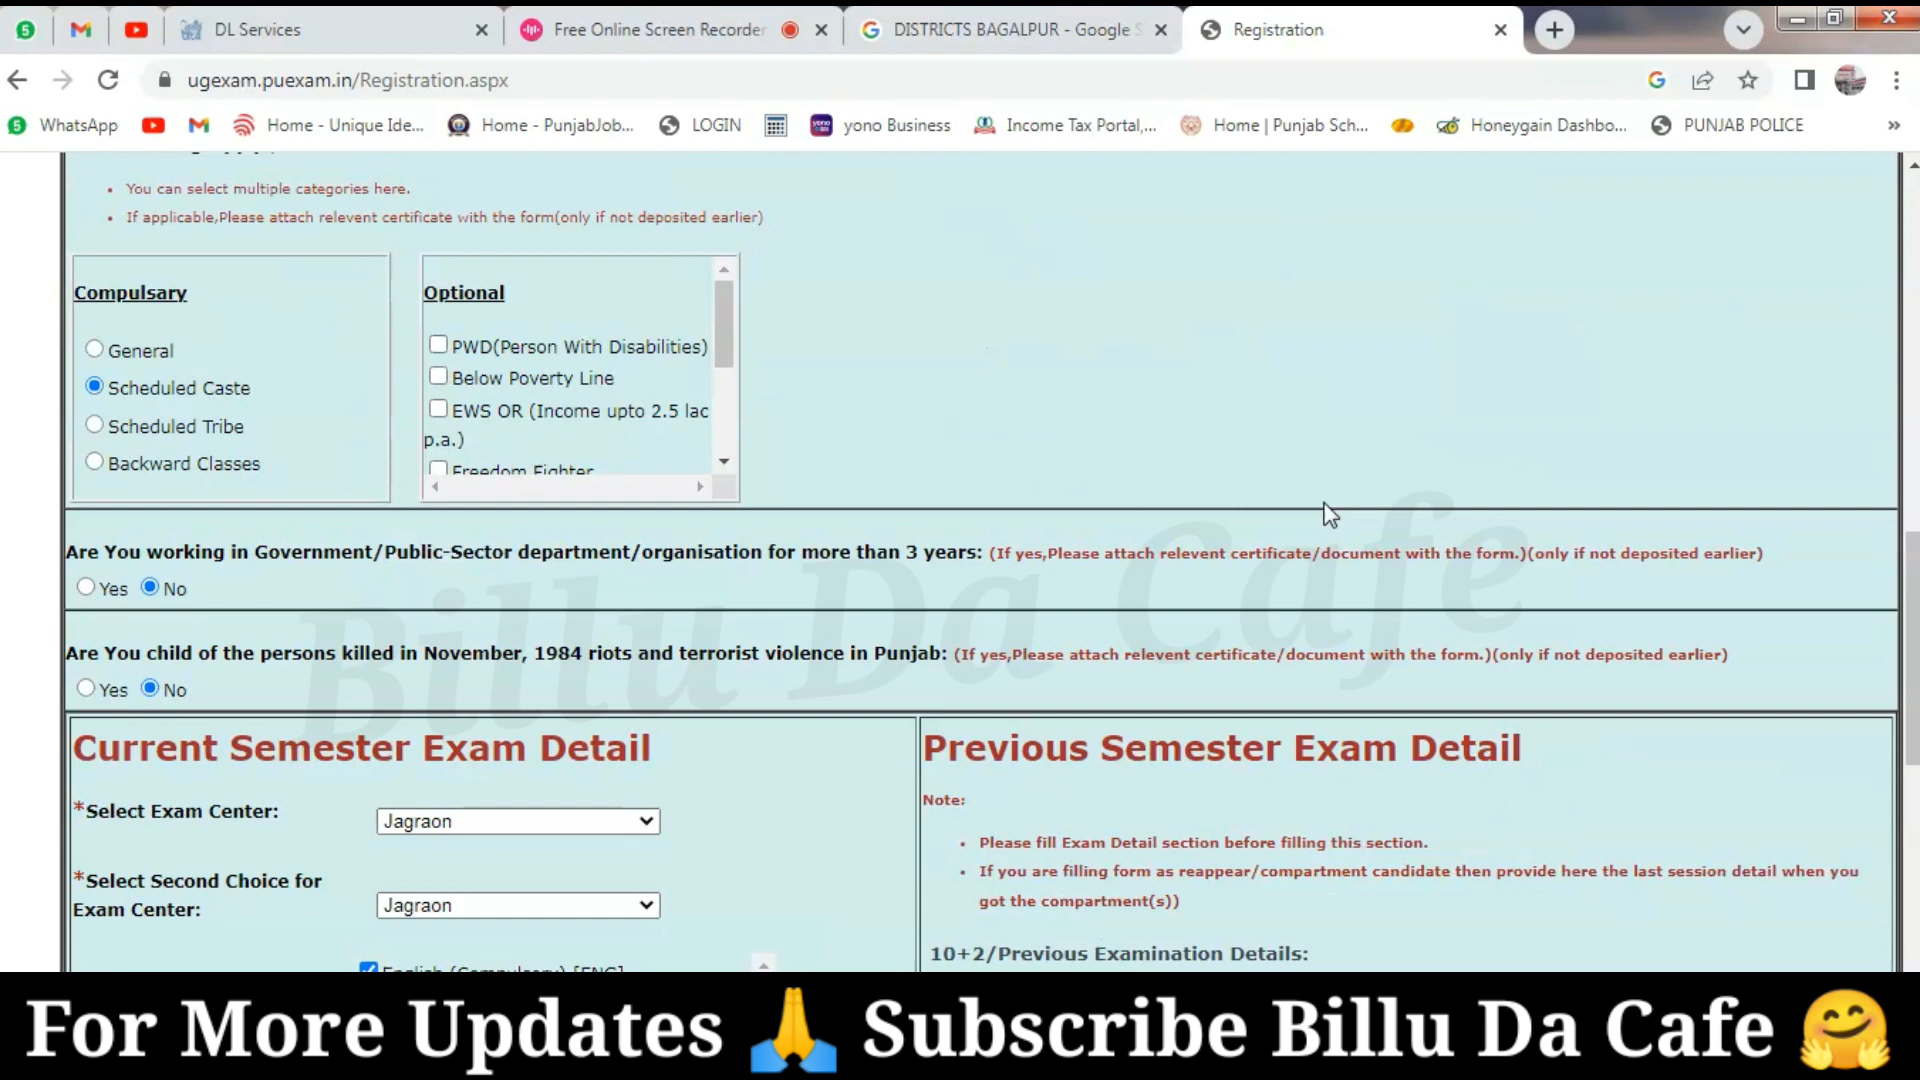 DL Services
Free Online Screen Recorder
DISTRICTS BAGALPUR - Google S
Registration
ugexam.puexam.in/Registration.aspx
WhatsApp
Home - Unique Ide...
Home - PunjabJob...
LOGIN
yono Business
Income Tax Portal,...
Home | Punjab Sch...
Honeygain Dashbo...
PUNJAB POLICE
»
You can select multiple categories here.
If applicable,Please attach relevent certificate with the form(only if not deposited earlier)
Compulsary
General
Scheduled Caste
Scheduled Tribe
Backward Classes
Optional
PWD(Person With Disabilities)
Below Poverty Line
EWS OR (Income upto 2.5 lac
p.a.)
Freedom Fighter
Are You working in Government/Public-Sector department/organisation for more than 3 years: (If yes,Please attach relevent certificate/document with the form.)(only if not deposited earlier)
Yes No
Are You child of the persons killed in November, 1984 riots and terrorist violence in Punjab: (If yes,Please attach relevent certificate/document with the form.)(only if not deposited earlier)
Yes No
Billu Da Cafe
Current Semester Exam Detail
*Select Exam Center:
Jagraon
*Select Second Choice for
Exam Center:
Jagraon
English (Compulsory) [ENG]
Previous Semester Exam Detail
Note:
Please fill Exam Detail section before filling this section.
If you are filling form as reappear/compartment candidate then provide here the last session detail when you
got the compartment(s))
10+2/Previous Examination Details:
For More Updates 🙏 Subscribe Billu Da Cafe 🤗